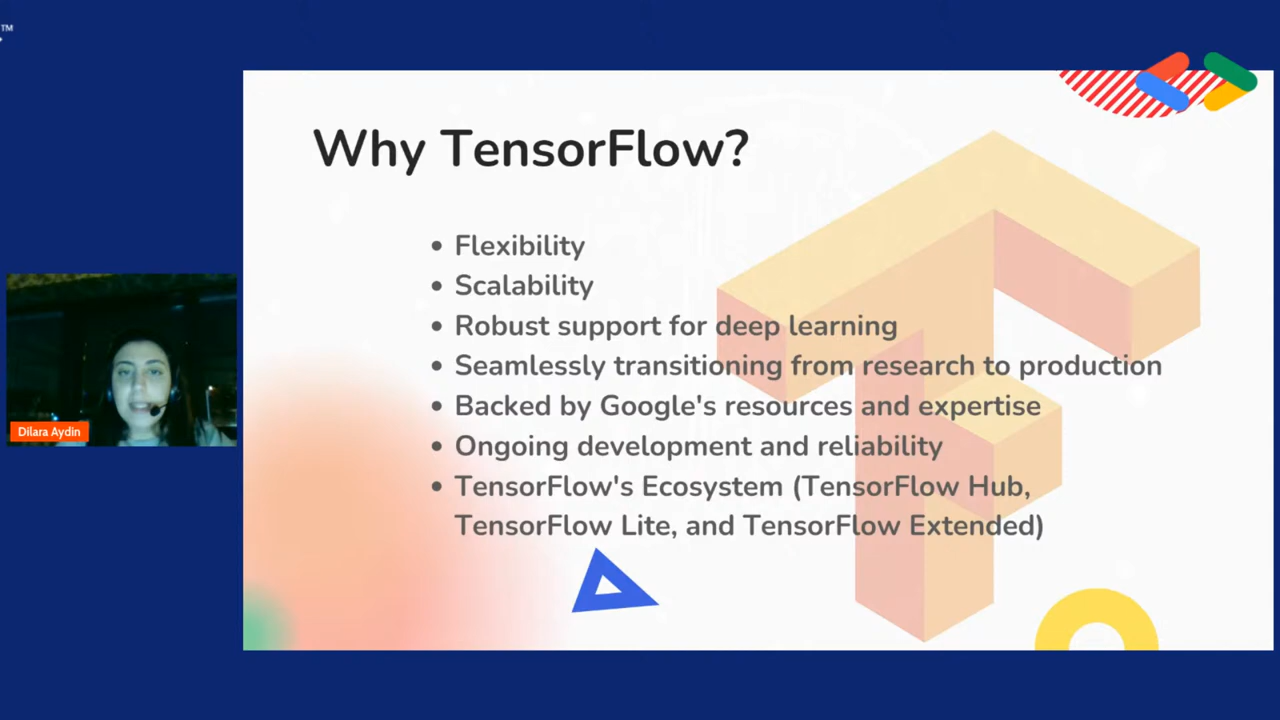 ™
Why TensorFlow?
• Flexibility
• Scalability
• Robust support for deep learning
• Seamlessly transitioning from research to production
• Backed by Google's resources and expertise
• Ongoing development and reliability
• TensorFlow's Ecosystem (TensorFlow Hub,
TensorFlow Lite, and TensorFlow Extended)
Dilara Aydin